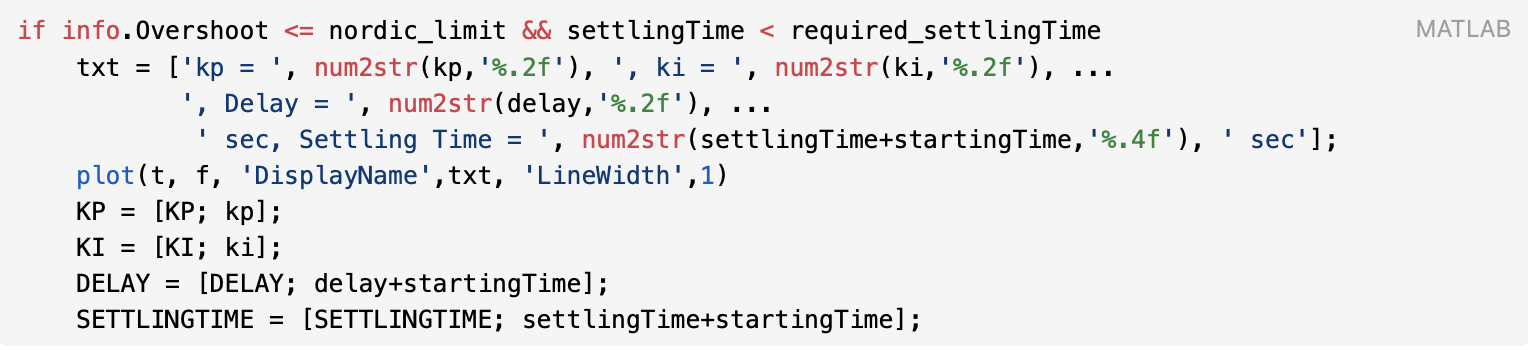 if info.Overshoot <= nordic_limit && settlingTime < required_settlingTime
MATLAB
    txt = ['kp = ', num2str(kp,'%.2f'), ', ki = ', num2str(ki,'%.2f'), ...
           ', Delay = ', num2str(delay,'%.2f'), ...
            ' sec, Settling Time = ', num2str(settlingTime+startingTime,'%.4f'), ' sec'];
    plot(t, f, 'DisplayName',txt, 'LineWidth',1)
    KP = [KP; kp];
    KI = [KI; ki];
    DELAY = [DELAY; delay+startingTime];
    SETTLINGTIME = [SETTLINGTIME; settlingTime+startingTime];